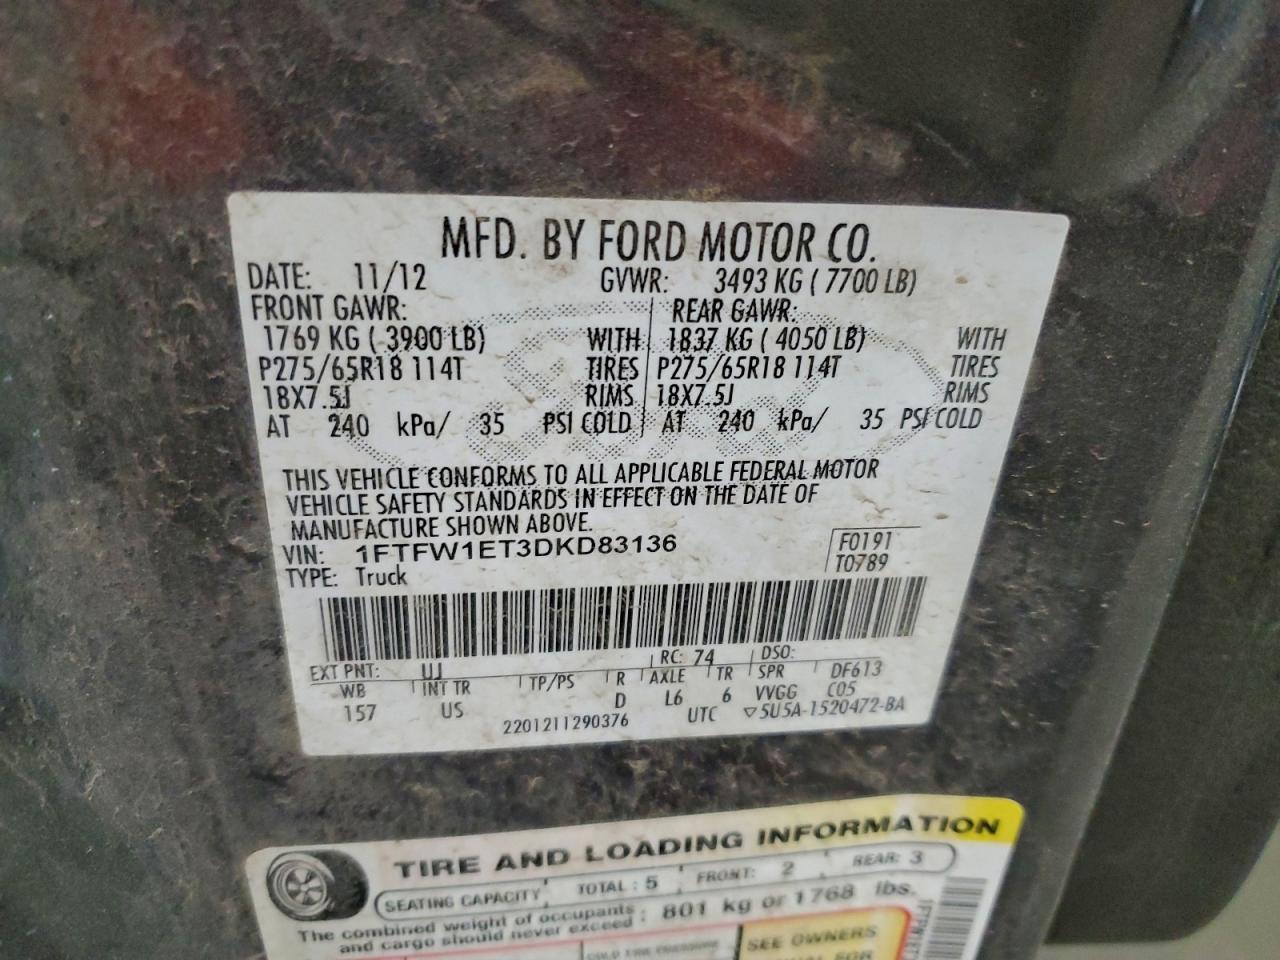 MFD. BY FORD MOTOR CO.
DATE: 11/12 GVWR: 3493 KG ( 7700 LB)
FRONT GAWR: REAR GAWR:
1769 KG ( 3900 LB) WITH 1837 KG ( 4050 LB) WITH
P275/65R18 114T TIRES P275/65R18 114T TIRES
18X7.5J RIMS 18X7.5J RIMS
AT 240 kPa/ 35 PSI COLD AT 240 kPa/ 35 PSI COLD
THIS VEHICLE CONFORMS TO ALL APPLICABLE FEDERAL MOTOR
VEHICLE SAFETY STANDARDS IN EFFECT ON THE DATE OF
MANUFACTURE SHOWN ABOVE.
VIN: 1FTFW1ET3DKD83136 F0191
TYPE: Truck T0789
EXT PNT: UJ RC: 74 DSO:
WB INT TR TP/PS R AXLE TR SPR DF613
157 US D L6 6 VVGG C05
2201211290376 UTC ▽5U5A-1520472-BA
TIRE AND LOADING INFORMATION
SEATING CAPACITY TOTAL : 5 FRONT: 2 REAR: 3
The combined weight of occupants and cargo should never exceed : 801 kg or 1768 lbs.
COLD TIRE PRESSURE SEE OWNERS